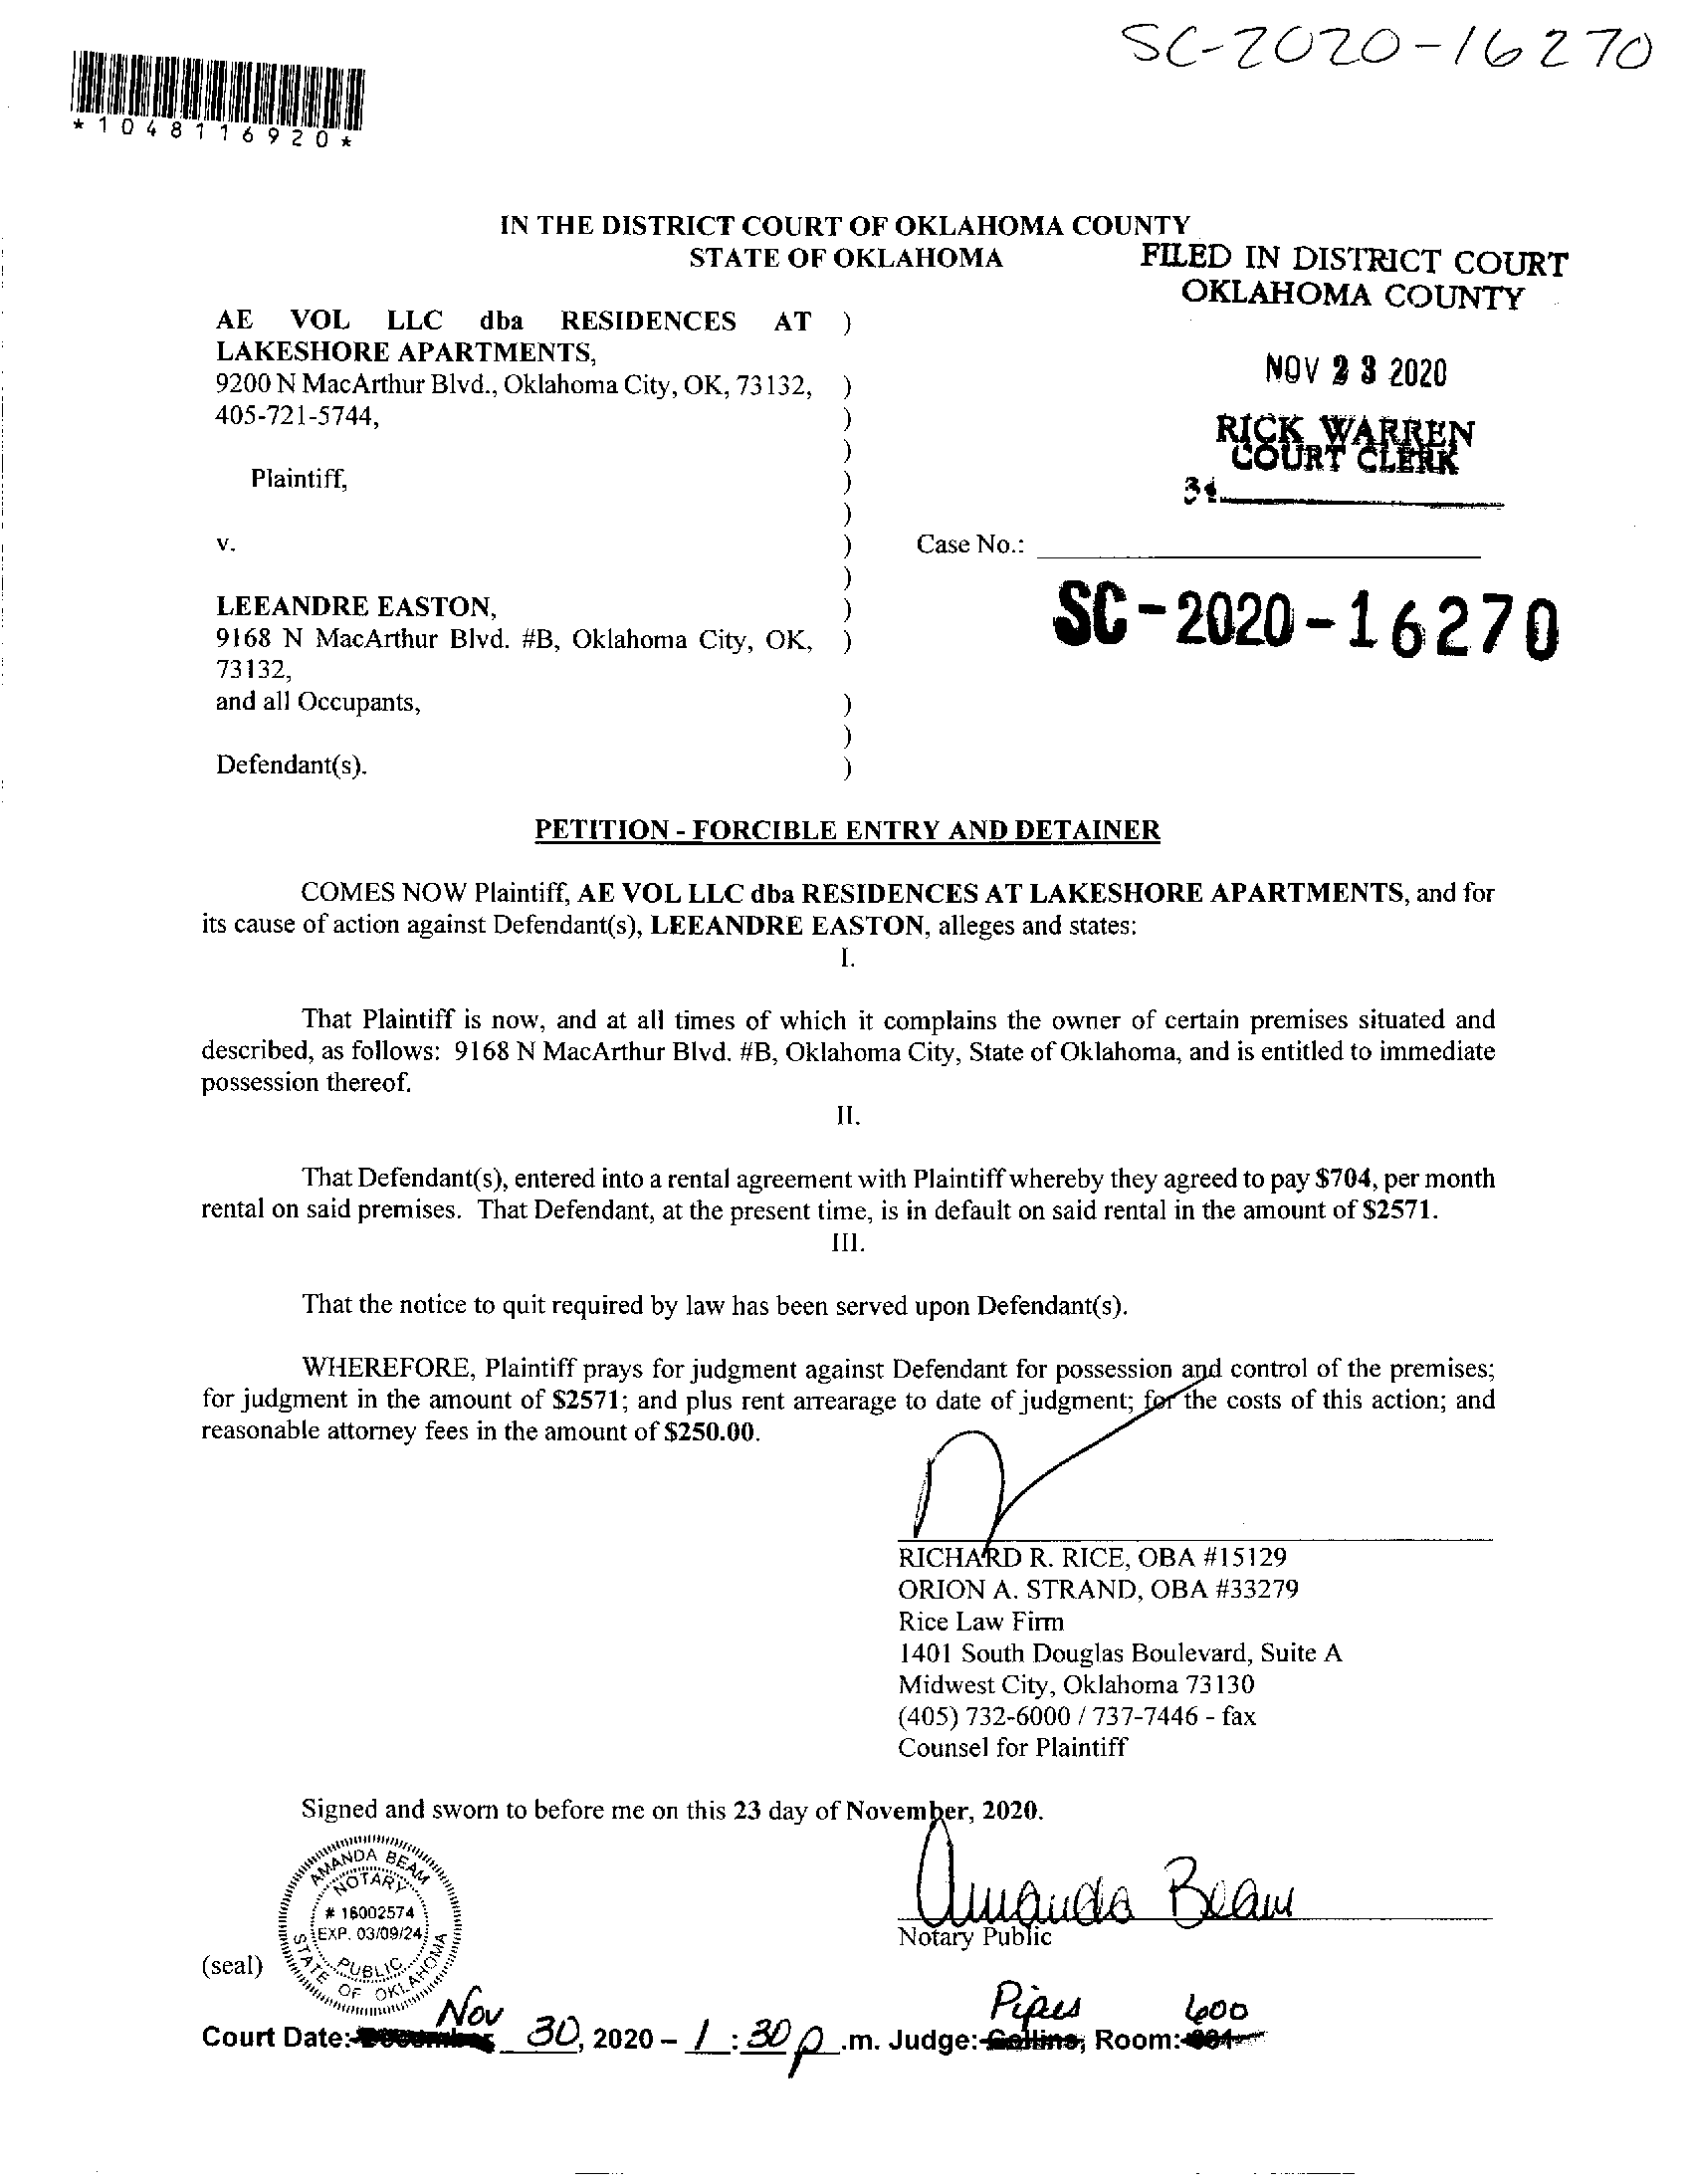 SC-2020-16270
*1048116920*
IN THE DISTRICT COURT OF OKLAHOMA COUNTY
STATE OF OKLAHOMA
FILED IN DISTRICT COURT
OKLAHOMA COUNTY
NOV 23 2020
RICK WARREN
COURT CLERK
34
AE VOL LLC dba RESIDENCES AT )
LAKESHORE APARTMENTS,
9200 N MacArthur Blvd., Oklahoma City, OK, 73132, )
405-721-5744, )
)
Plaintiff, )
)
v. ) Case No.:
)
LEEANDRE EASTON, )
9168 N MacArthur Blvd. #B, Oklahoma City, OK, )
73132,
and all Occupants, )
)
Defendant(s). )
SC-2020-16270
PETITION - FORCIBLE ENTRY AND DETAINER
COMES NOW Plaintiff, AE VOL LLC dba RESIDENCES AT LAKESHORE APARTMENTS, and for
its cause of action against Defendant(s), LEEANDRE EASTON, alleges and states:
I.
That Plaintiff is now, and at all times of which it complains the owner of certain premises situated and
described, as follows: 9168 N MacArthur Blvd. #B, Oklahoma City, State of Oklahoma, and is entitled to immediate
possession thereof.
II.
That Defendant(s), entered into a rental agreement with Plaintiff whereby they agreed to pay $704, per month
rental on said premises. That Defendant, at the present time, is in default on said rental in the amount of $2571.
III.
That the notice to quit required by law has been served upon Defendant(s).
WHEREFORE, Plaintiff prays for judgment against Defendant for possession and control of the premises;
for judgment in the amount of $2571; and plus rent arrearage to date of judgment; for the costs of this action; and
reasonable attorney fees in the amount of $250.00.
RICHARD R. RICE, OBA #15129
ORION A. STRAND, OBA #33279
Rice Law Firm
1401 South Douglas Boulevard, Suite A
Midwest City, Oklahoma 73130
(405) 732-6000 / 737-7446 - fax
Counsel for Plaintiff
Signed and sworn to before me on this 23 day of November, 2020.
Amanda Beam
Notary Public
AMANDA BEAM
NOTARY
# 16002574
EXP. 03/09/24
PUBLIC
STATE OF OKLAHOMA
(seal)
Nov Pipes 600
Court Date: 30, 2020 - 1:30 p.m. Judge: Collins, Room: